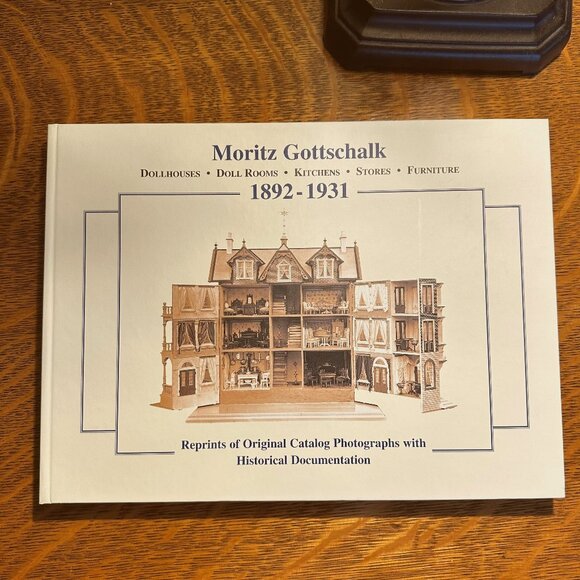 Moritz Gottschalk
Dollhouses • Doll Rooms • Kitchens • Stores • Furniture
1892-1931
Reprints of Original Catalog Photographs with
Historical Documentation